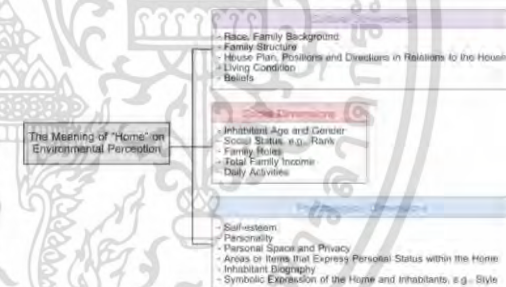 - Race, Family Background
- Family Structure
- House Plan, Positions and Directions in Relations to the House
- Living Condition
- Beliefs
The Meaning of "Home" on
Environmental Perception
Social Dimensions
- Inhabitant Age and Gender
- Social Status, e.g., Rank
- Family Roles
- Total Family Income
- Daily Activities
Dimensions
- Self-esteem
- Personality
- Personal Space and Privacy
- Areas or Items that Express Personal Status within the Home
- Inhabitant Biography
- Symbolic Expression of the Home and Inhabitants, e.g., Style